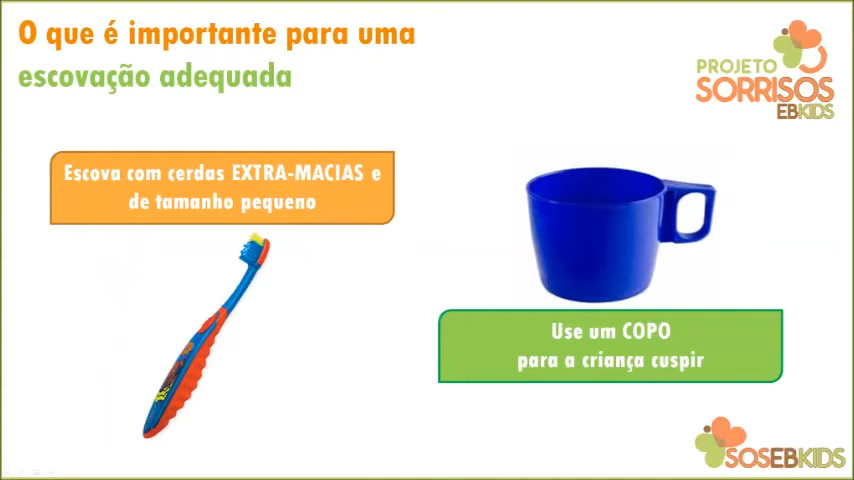 O que é importante para uma
escovação adequada
PROJETO
SORRISOS
EBKIDS
Escova com cerdas EXTRA-MACIAS e
de tamanho pequeno
Use um COPO
para a criança cuspir
SOSEBKIDS